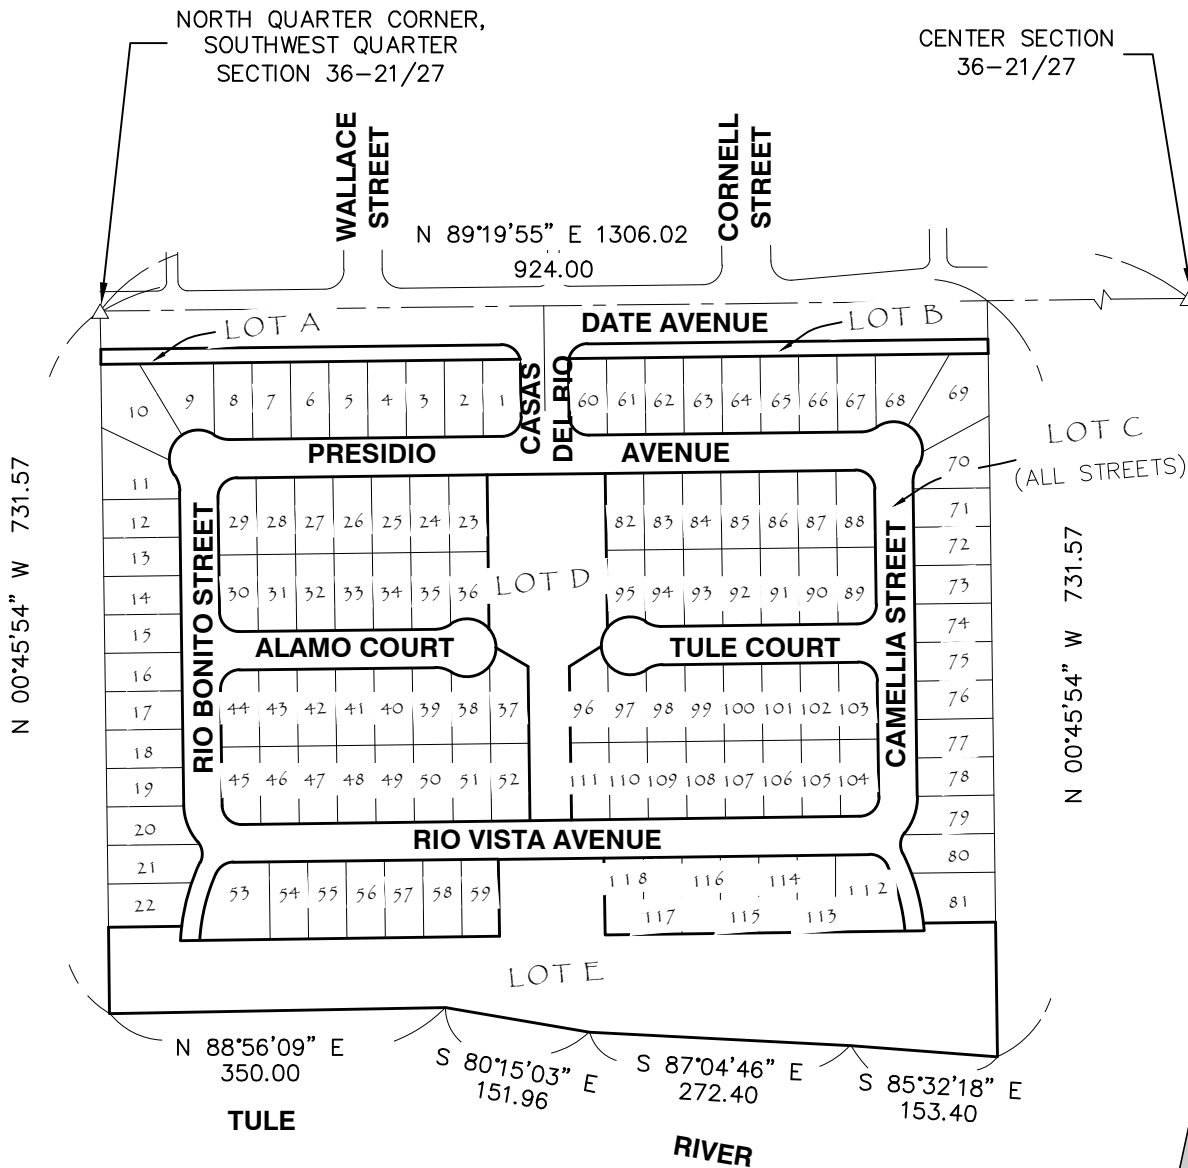 NORTH QUARTER CORNER,
SOUTHWEST QUARTER
SECTION 36-21/27
CENTER SECTION
36-21/27
WALLACE
STREET
CORNELL
STREET
N 89°19'55" E 1306.02
924.00
LOT A
DATE AVENUE
LOT B
CASAS
DEL RIO
10 9 8 7 6 5 4 3 2 1
60 61 62 63 64 65 66 67 68 69
LOT C
(ALL STREETS)
PRESIDIO
AVENUE
11
70
N 00°45'54" W 731.57
N 00°45'54" W 731.57
RIO BONITO STREET
CAMELLIA STREET
12
29 28 27 26 25 24 23
82 83 84 85 86 87 88
71
13
72
LOT D
14
30 31 32 33 34 35 36
95 94 93 92 91 90 89
73
15
74
ALAMO COURT
TULE COURT
16
75
17
44 43 42 41 40 39 38 37
96 97 98 99 100 101 102 103
76
18
77
19
45 46 47 48 49 50 51 52
111 110 109 108 107 106 105 104
78
20
79
RIO VISTA AVENUE
21
80
22
53 54 55 56 57 58 59
118 116 114 112
81
117 115 113
LOT E
N 88°56'09" E
350.00
S 80°15'03" E
151.96
S 87°04'46" E
272.40
S 85°32'18" E
153.40
TULE
RIVER